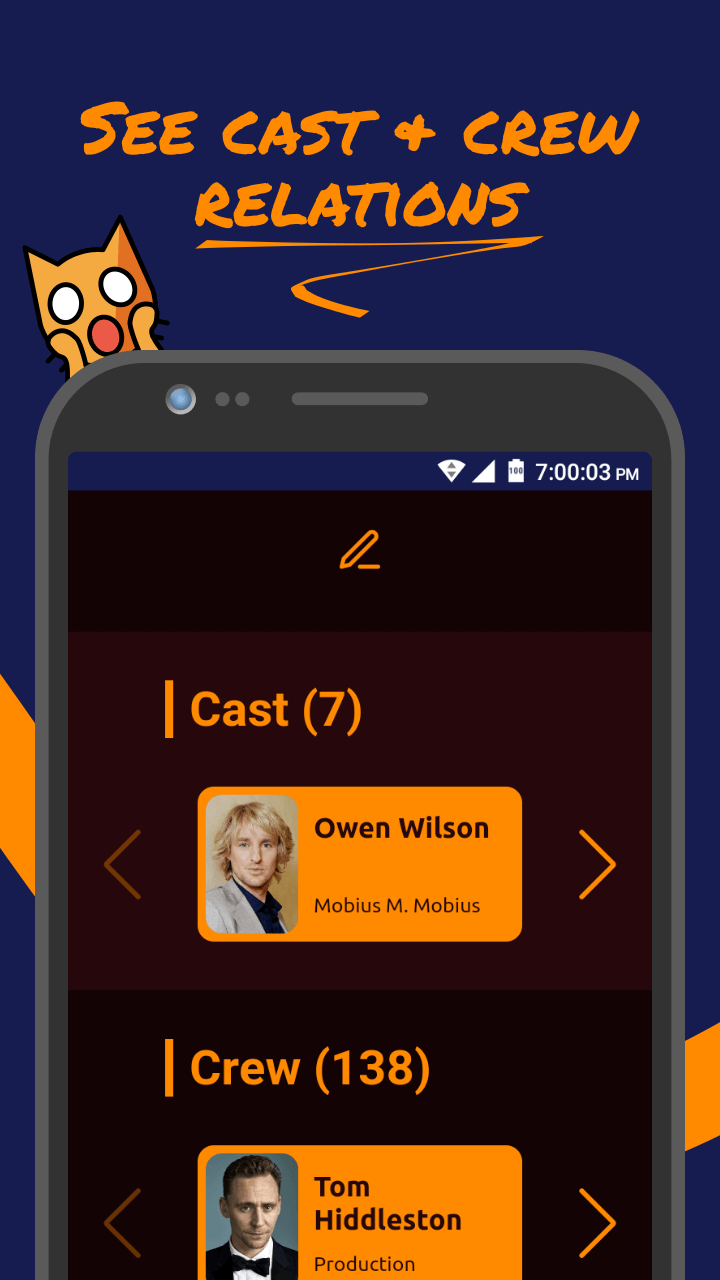 SEE CAST & CREW
RELATIONS
100 7:00:03 PM
Cast (7)
Owen Wilson
Mobius M. Mobius
Crew (138)
Tom
Hiddleston
Production